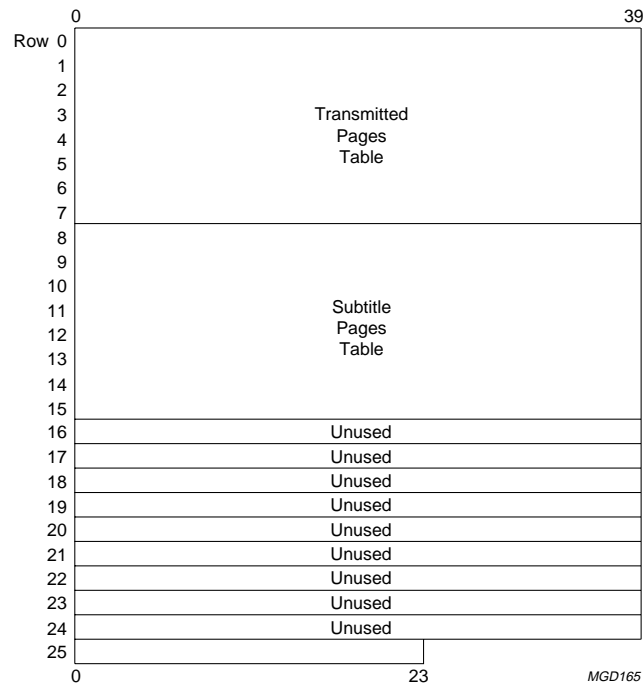 0 39
Row 0
1
2
3 Transmitted
4 Pages
5 Table
6
7
8
9
10
11 Subtitle
12 Pages
13 Table
14
15
16 Unused
17 Unused
18 Unused
19 Unused
20 Unused
21 Unused
22 Unused
23 Unused
24 Unused
25
0 23 MGD165